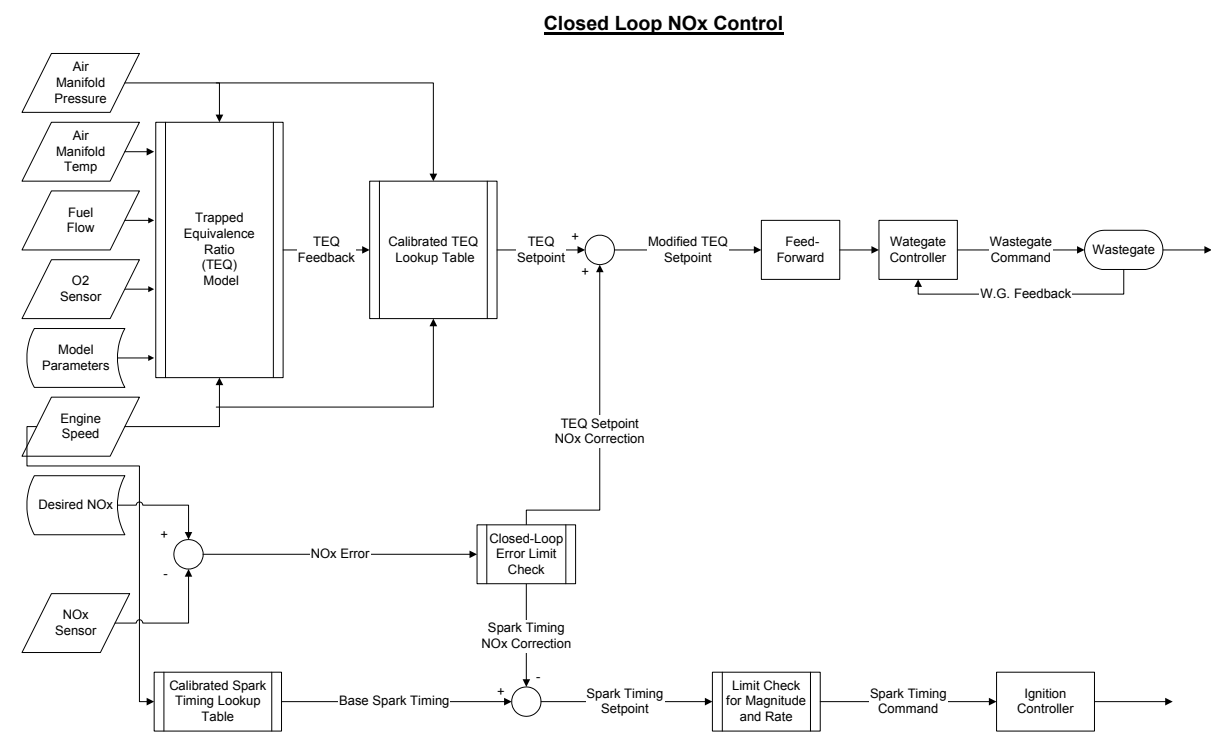 Closed Loop NOx Control
Air
Manifold
Pressure
Air
Manifold
Temp
Fuel
Flow
O2
Sensor
Model
Parameters
Engine
Speed
Desired NOx
NOx
Sensor
Trapped
Equivalence
Ratio
(TEQ)
Model
TEQ
Feedback
Calibrated TEQ
Lookup Table
TEQ
Setpoint
+
+
Modified TEQ
Setpoint
Feed-
Forward
Wategate
Controller
Wastegate
Command
Wastegate
W.G. Feedback
TEQ Setpoint
NOx Correction
+
-
NOx Error
Closed-Loop
Error Limit
Check
Spark Timing
NOx Correction
Calibrated Spark
Timing Lookup
Table
Base Spark Timing
+
-
Spark Timing
Setpoint
Limit Check
for Magnitude
and Rate
Spark Timing
Command
Ignition
Controller